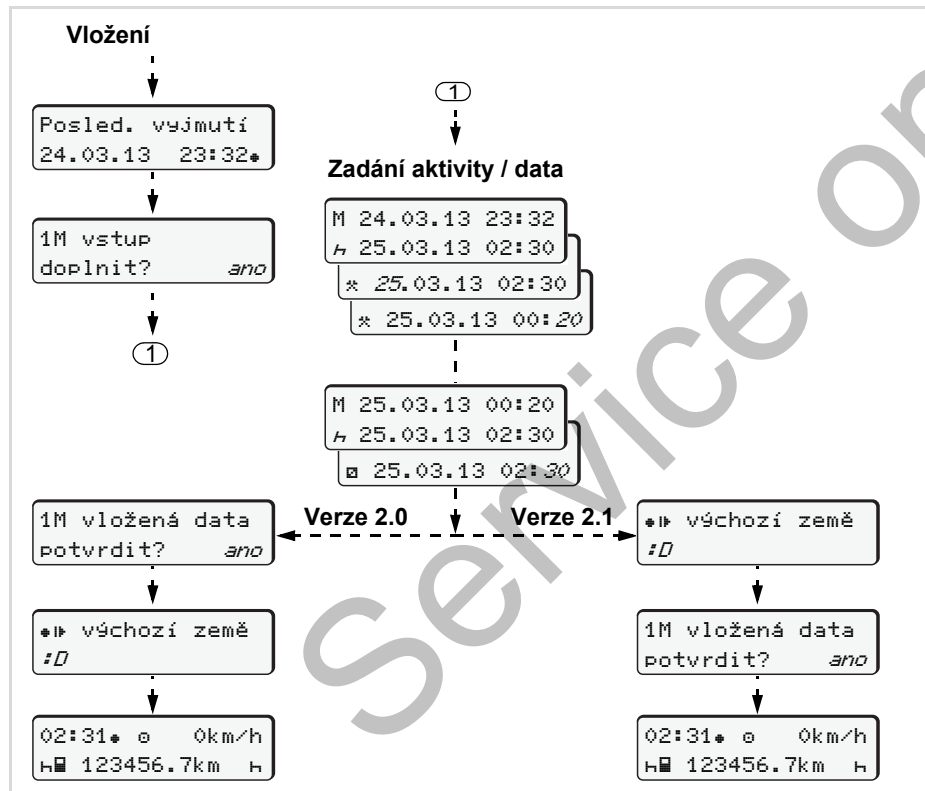 Vložení
Posled. vyjmutí
24.03.13 23:32
1M vstup
doplnit? ano
1
1
Zadání aktivity / data
M 24.03.13 23:32
25.03.13 02:30
25.03.13 02:30
25.03.13 00:20
M 25.03.13 00:20
25.03.13 02:30
25.03.13 02:30
Verze 2.0
Verze 2.1
1M vložená data
potvrdit? ano
výchozí země
:D
02:31 0km/h
123456.7km
výchozí země
:D
1M vložená data
potvrdit? ano
02:31 0km/h
123456.7km
Service o